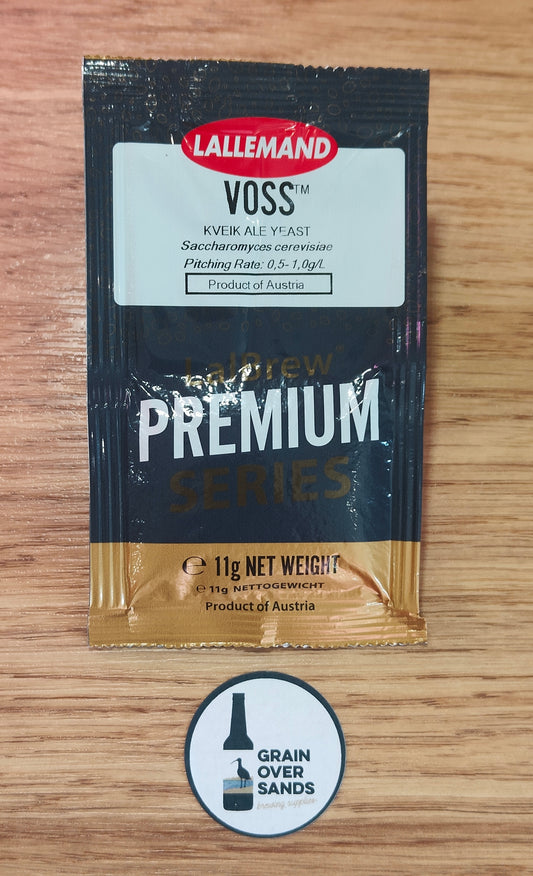 LALLEMAND
VOSS™
KVEIK ALE YEAST
Saccharomyces cerevisiae
Pitching Rate: 0,5- 1,0g/L
Product of Austria
LalBrew®
PREMIUM
SERIES
℮ 11g NET WEIGHT
℮ 11g NETTOGEWICHT
Product of Austria
GRAIN
OVER
SANDS
brewing supplies